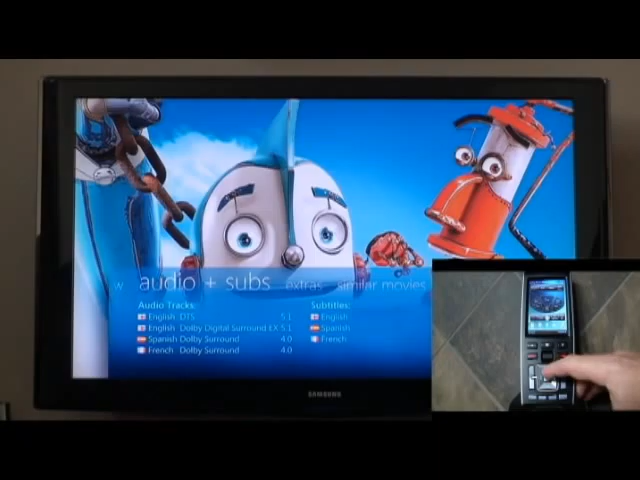 w audio + subs extras similar movies
Audio Tracks:
English DTS 5.1
English Dolby Digital Surround EX 5.1
Spanish Dolby Surround 4.0
French Dolby Surround 4.0
Subtitles:
English
Spanish
French
SAMSUNG